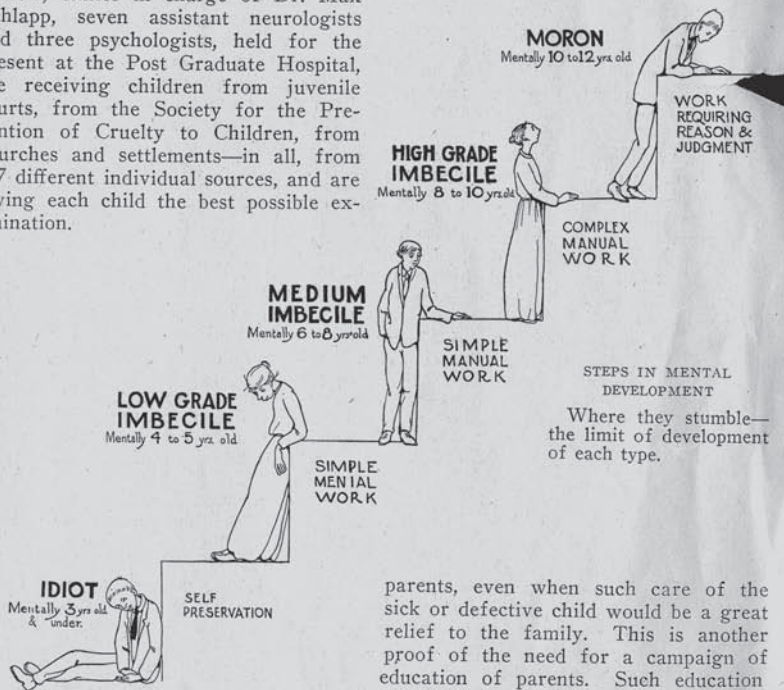 in charge of Dr. Max
hlapp, seven assistant neurologists
d three psychologists, held for the
esent at the Post Graduate Hospital,
e receiving children from juvenile
urts, from the Society for the Pre-
ntion of Cruelty to Children, from
urches and settlements—in all, from
7 different individual sources, and are
ving each child the best possible ex-
ination.
MORON
Mentally 10 to 12 yrs old
WORK
REQUIRING
REASON &
JUDGMENT
HIGH GRADE
IMBECILE
Mentally 8 to 10 yrs old
COMPLEX
MANUAL
WORK
MEDIUM
IMBECILE
Mentally 6 to 8 yrs old
SIMPLE
MANUAL
WORK
LOW GRADE
IMBECILE
Mentally 4 to 5 yrs old
SIMPLE
MENIAL
WORK
IDIOT
Mentally 3 yrs old
& under.
SELF
PRESERVATION
STEPS IN MENTAL
DEVELOPMENT
Where they stumble—
the limit of development
of each type.
parents, even when such care of the
sick or defective child would be a great
relief to the family. This is another
proof of the need for a campaign of
education of parents. Such education